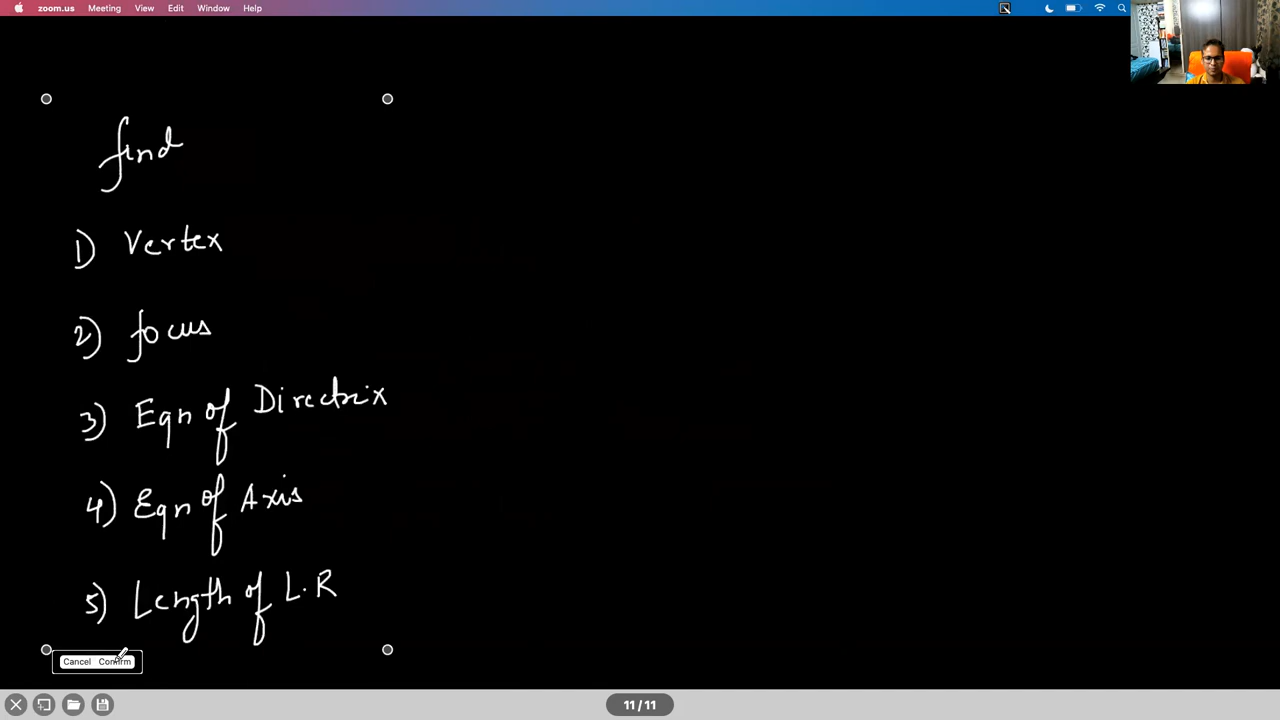 zoom.us Meeting View Edit Window Help
find
1) Vertex
2) focus
3) Eqn of Directrix
4) Eqn of Axis
5) Length of L.R
Cancel Confirm
11/11